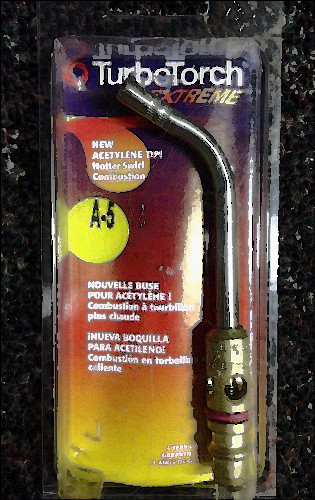 TurboTorch
EXTREME
NEW
ACETYLENE TIP!
Hotter Swirl
Combustion
A-5
NOUVELLE BUSE
POUR ACÉTYLÈNE !
Combustion à tourbillon
plus chaude
¡NUEVA BOQUILLA
PARA ACETILENO!
Combustión en torbellino
caliente